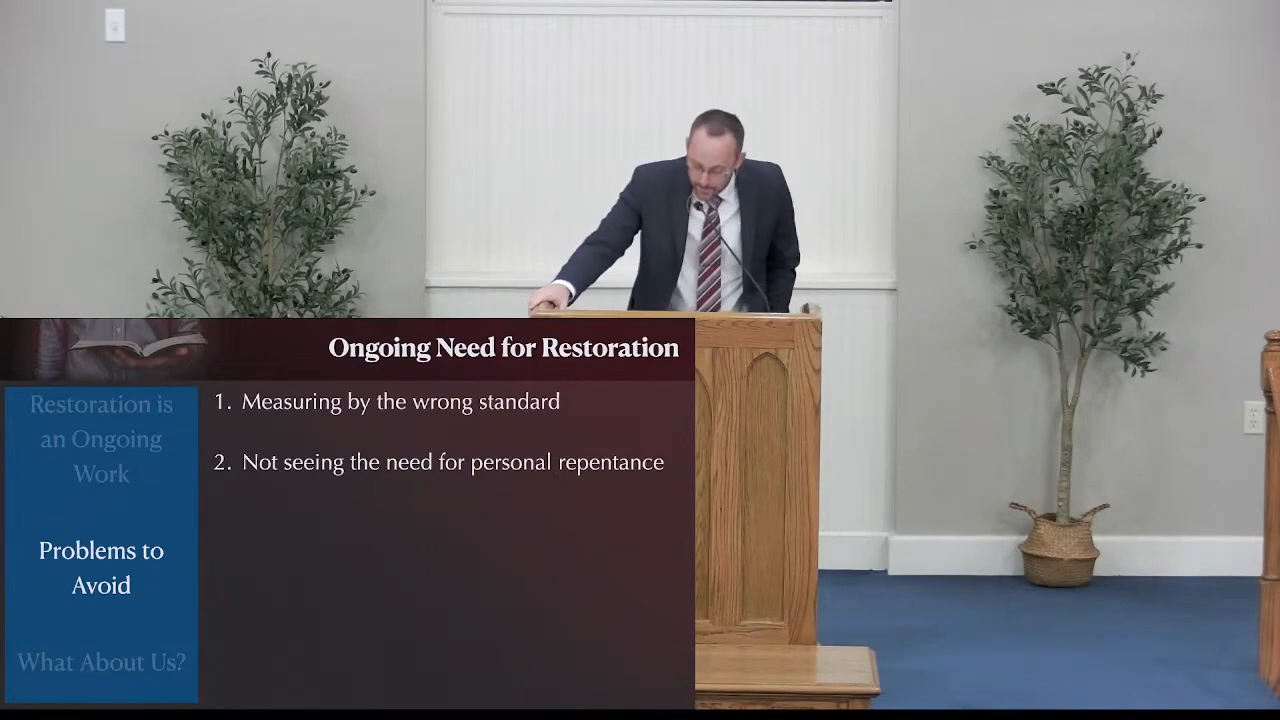 Ongoing Need for Restoration
Restoration is
an Ongoing
Work
Problems to
Avoid
What About Us?
1. Measuring by the wrong standard
2. Not seeing the need for personal repentance